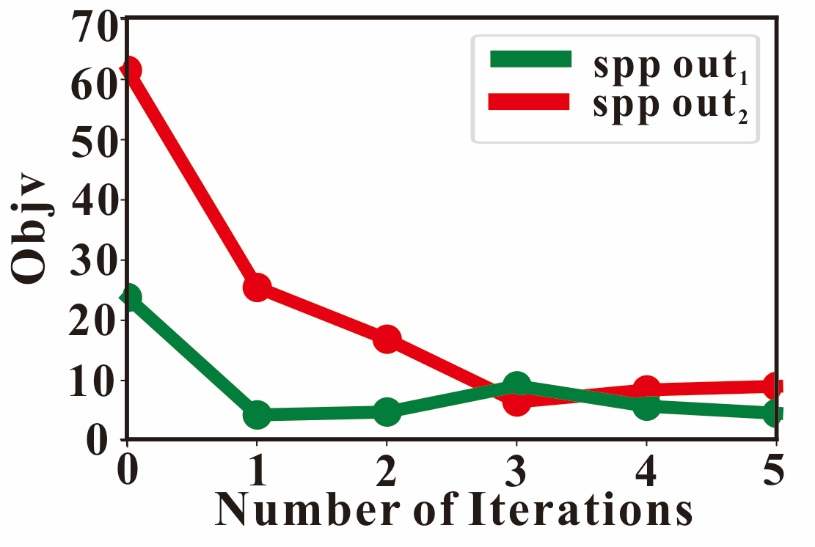 70
60
50
40
30
20
10
0
Objv
spp out₁
spp out₂
0 1 2 3 4 5
Number of Iterations